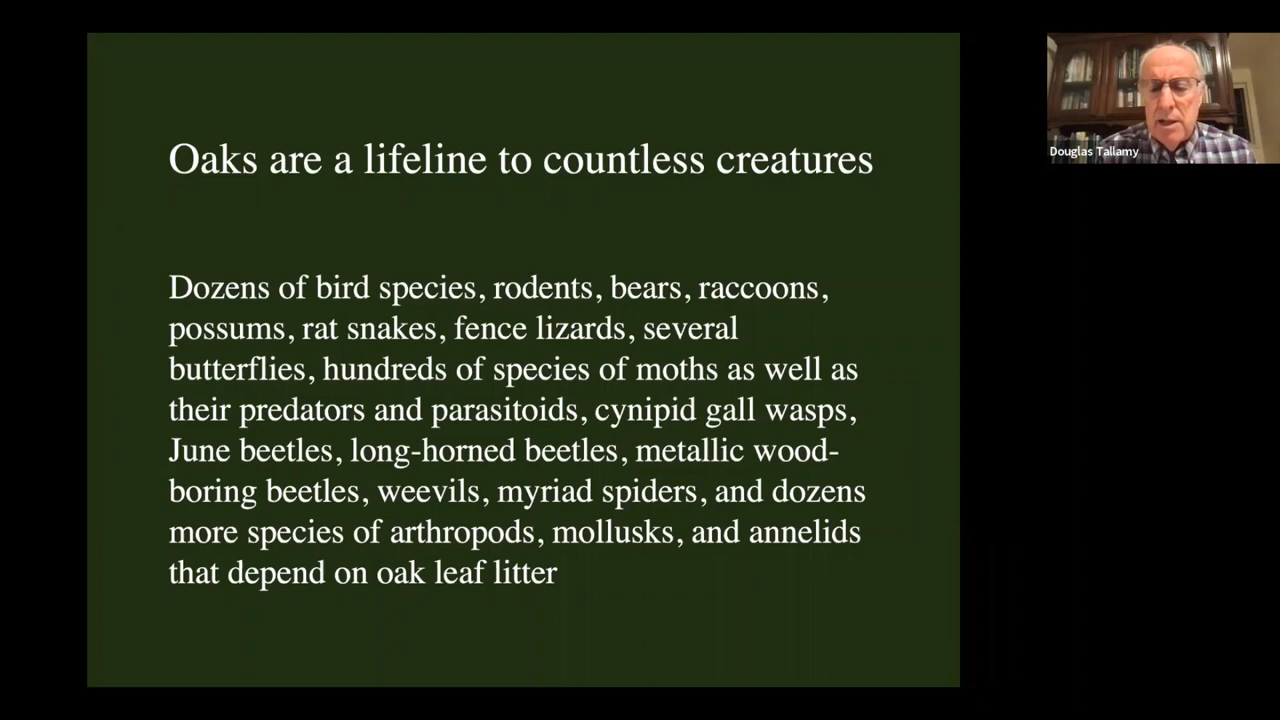 Oaks are a lifeline to countless creatures
Dozens of bird species, rodents, bears, raccoons,
possums, rat snakes, fence lizards, several
butterflies, hundreds of species of moths as well as
their predators and parasitoids, cynipid gall wasps,
June beetles, long-horned beetles, metallic wood-
boring beetles, weevils, myriad spiders, and dozens
more species of arthropods, mollusks, and annelids
that depend on oak leaf litter
Douglas Tallamy